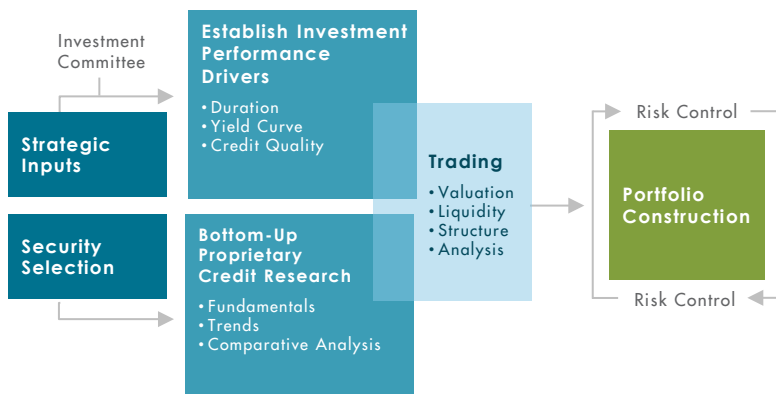 Investment
Committee
Strategic
Inputs
Security
Selection
Establish Investment
Performance
Drivers
• Duration
• Yield Curve
• Credit Quality
Bottom-Up
Proprietary
Credit Research
• Fundamentals
• Trends
• Comparative Analysis
Trading
• Valuation
• Liquidity
• Structure
• Analysis
Risk Control
Portfolio
Construction
Risk Control